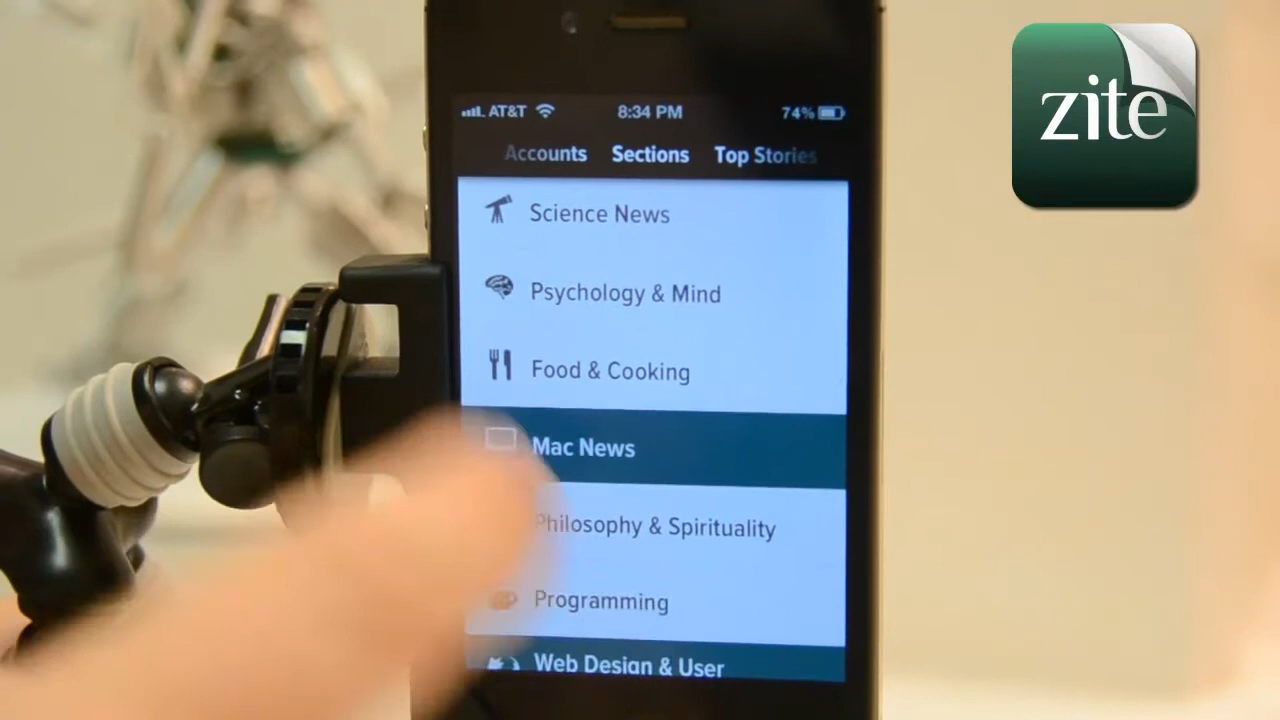 zite
AT&T 8:34 PM 74%
Accounts Sections Top Stories
Science News
Psychology & Mind
Food & Cooking
Mac News
Philosophy & Spirituality
Programming
Web Design & User